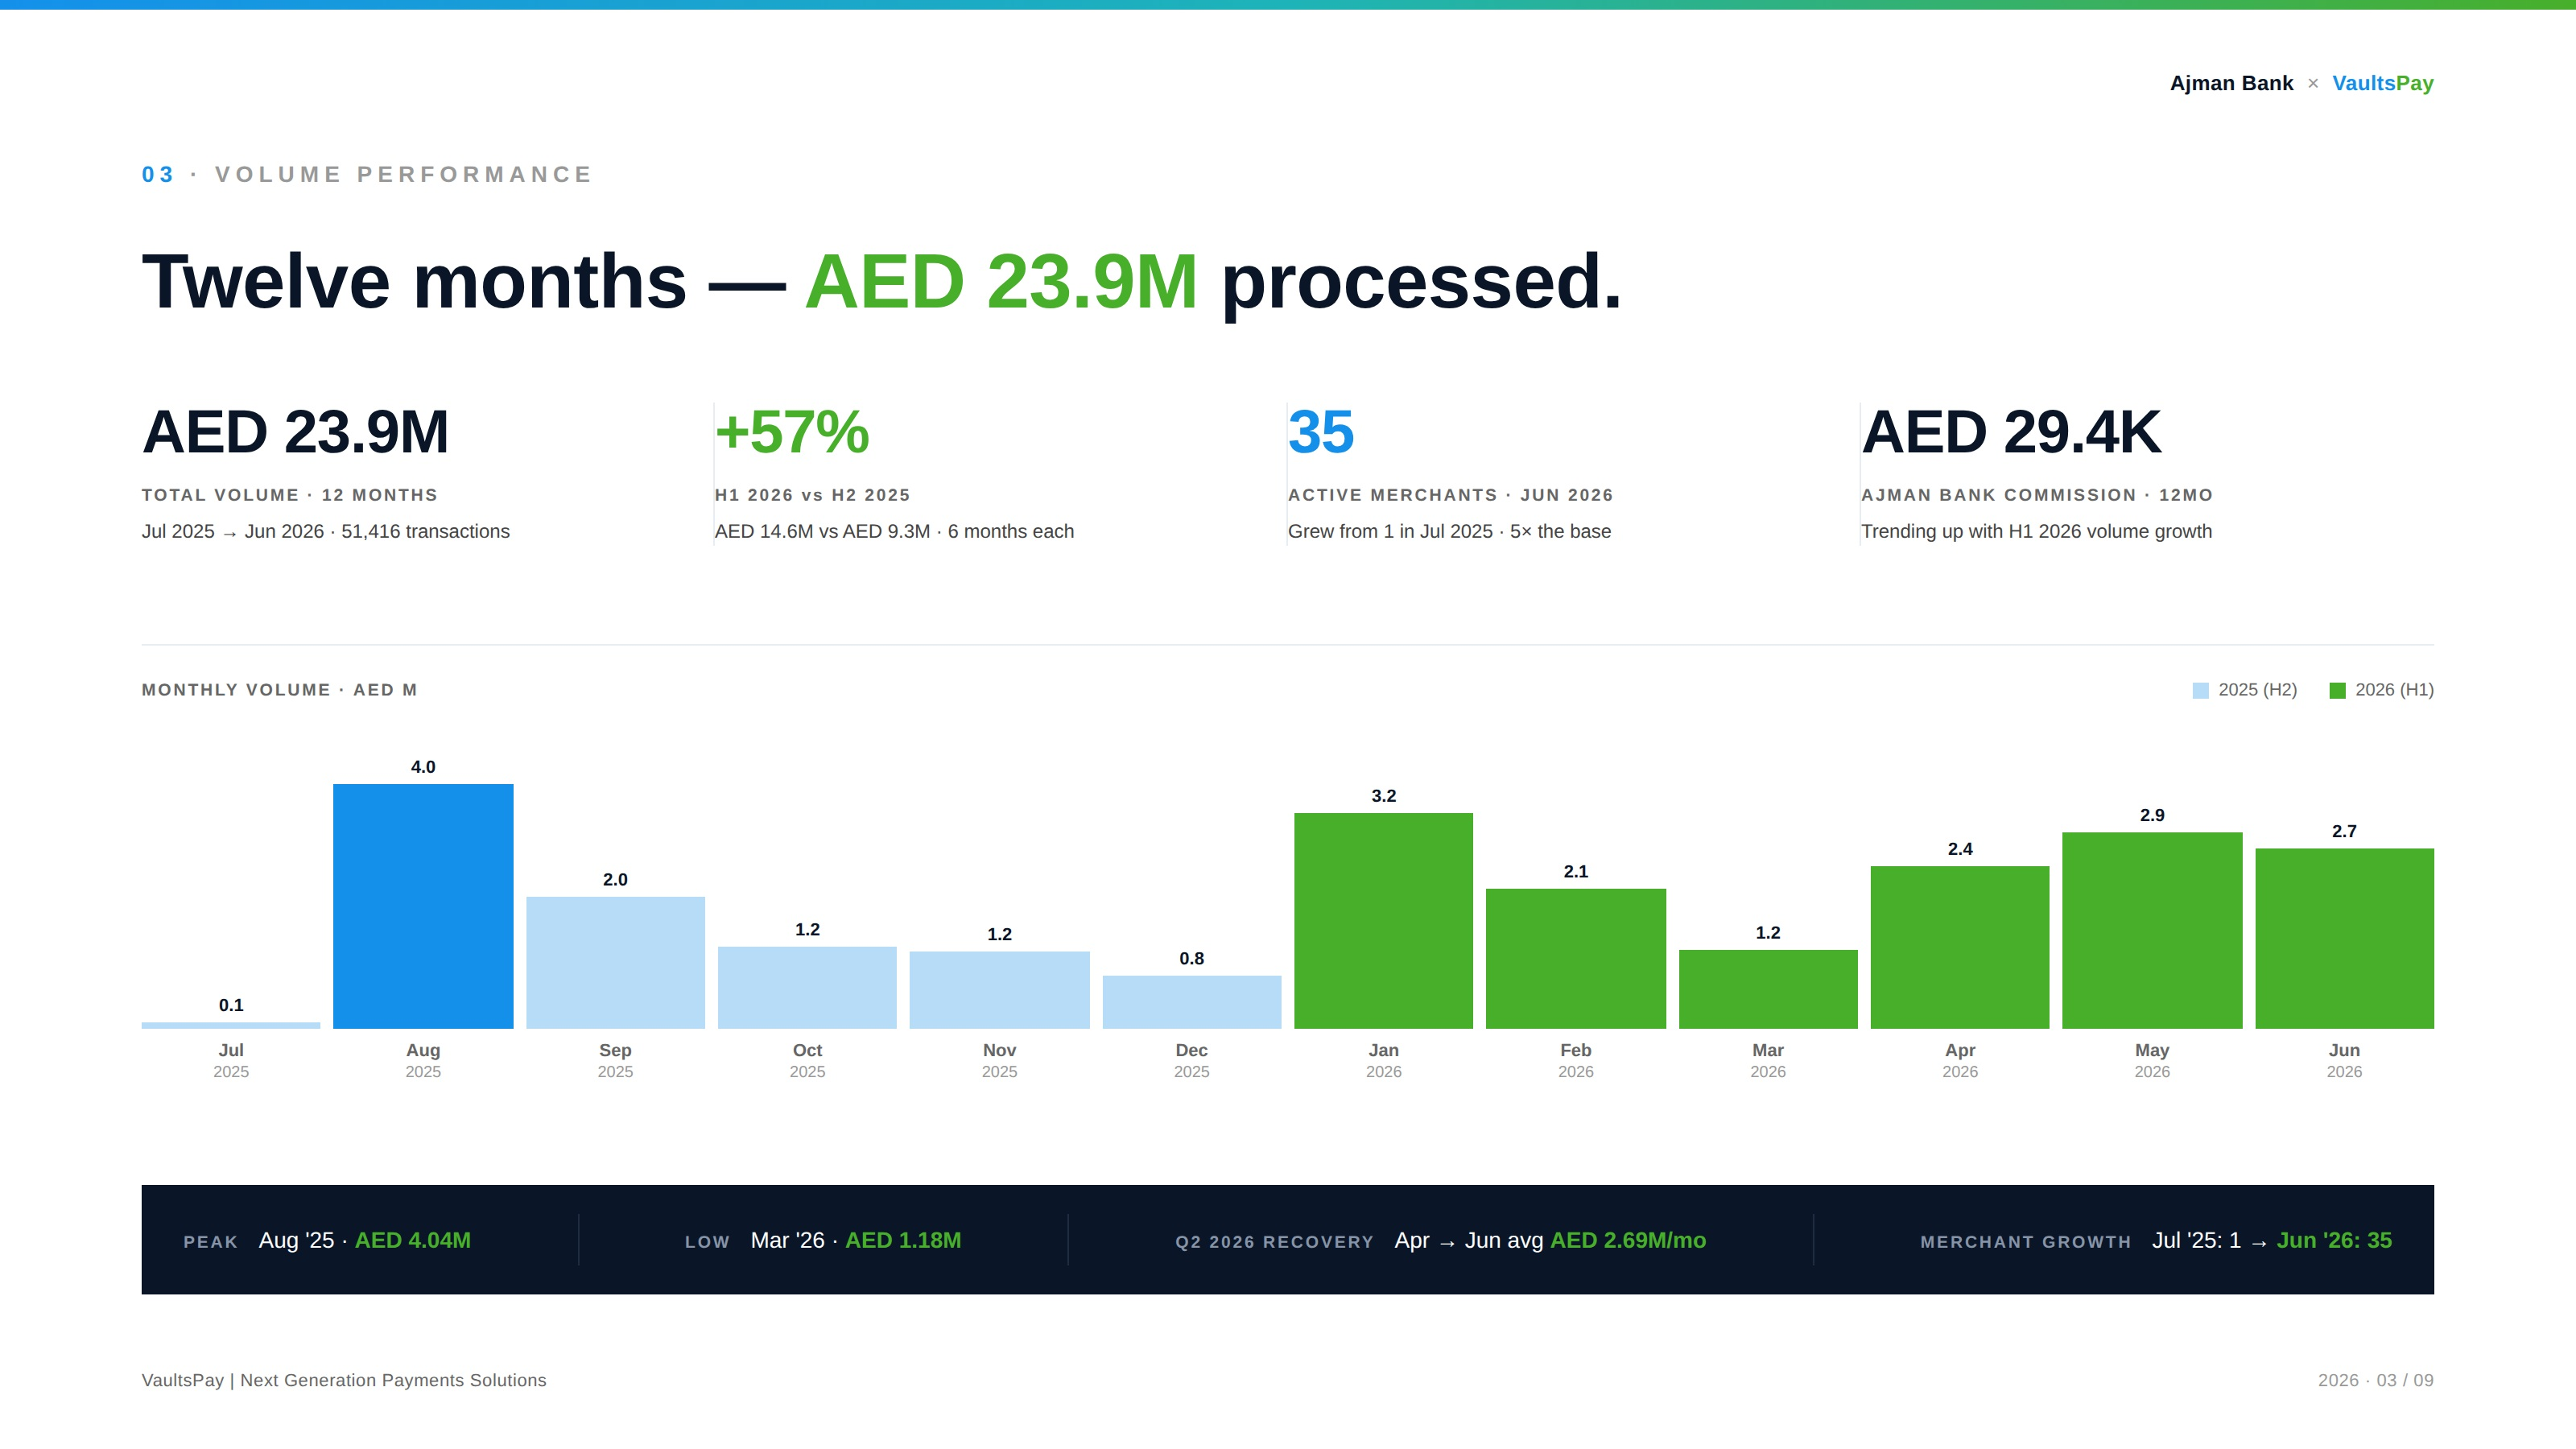 Ajman Bank × VaultsPay
03 · VOLUME PERFORMANCE
Twelve months — AED 23.9M processed.
AED 23.9M
TOTAL VOLUME · 12 MONTHS
Jul 2025 → Jun 2026 · 51,416 transactions
+57%
H1 2026 vs H2 2025
AED 14.6M vs AED 9.3M · 6 months each
35
ACTIVE MERCHANTS · JUN 2026
Grew from 1 in Jul 2025 · 5× the base
AED 29.4K
AJMAN BANK COMMISSION · 12MO
Trending up with H1 2026 volume growth
MONTHLY VOLUME · AED M
2025 (H2) 2026 (H1)
0.1
Jul
2025
4.0
Aug
2025
2.0
Sep
2025
1.2
Oct
2025
1.2
Nov
2025
0.8
Dec
2025
3.2
Jan
2026
2.1
Feb
2026
1.2
Mar
2026
2.4
Apr
2026
2.9
May
2026
2.7
Jun
2026
PEAK Aug '25 · AED 4.04M
LOW Mar '26 · AED 1.18M
Q2 2026 RECOVERY Apr → Jun avg AED 2.69M/mo
MERCHANT GROWTH Jul '25: 1 → Jun '26: 35
VaultsPay | Next Generation Payments Solutions
2026 · 03 / 09